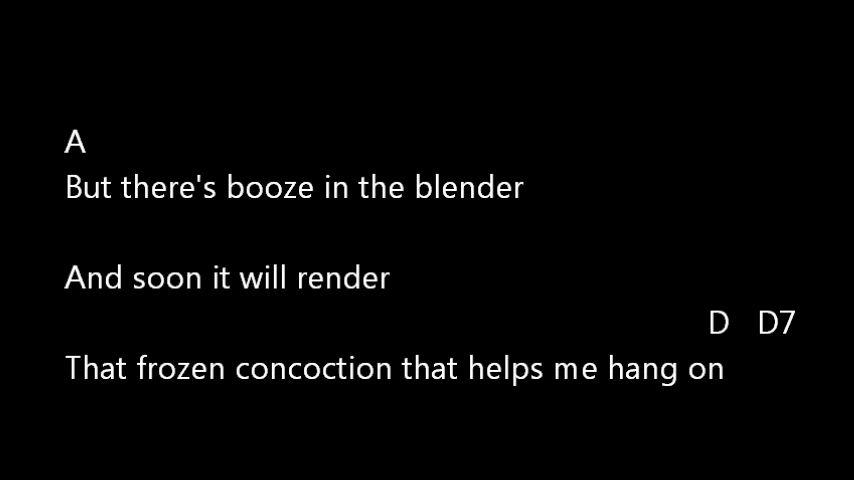 A
But there's booze in the blender
And soon it will render
D D7
That frozen concoction that helps me hang on